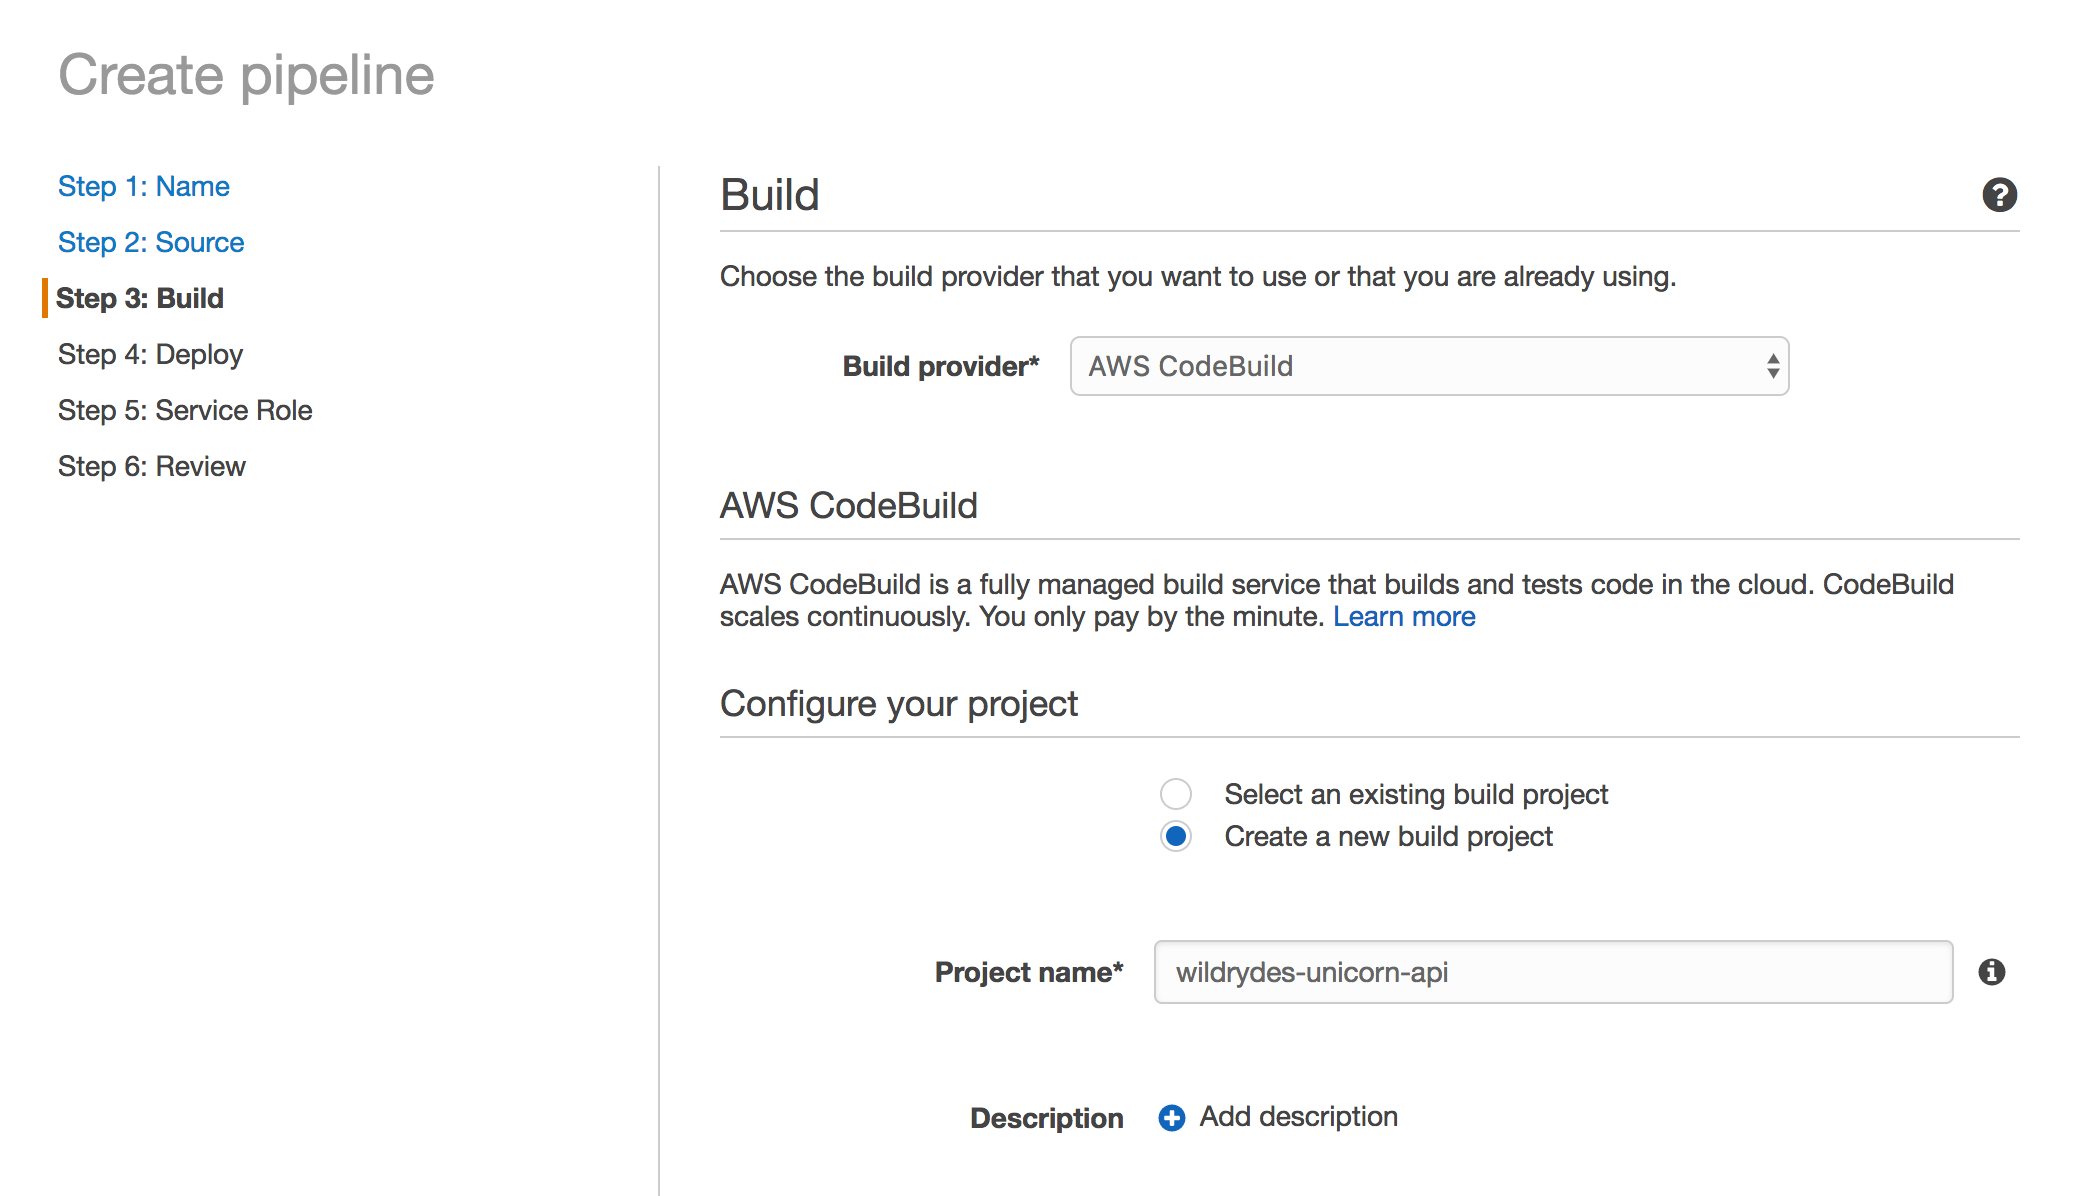 Create pipeline
Step 1: Name
Step 2: Source
Step 3: Build
Step 4: Deploy
Step 5: Service Role
Step 6: Review
Build
Choose the build provider that you want to use or that you are already using.
Build provider* AWS CodeBuild
AWS CodeBuild
AWS CodeBuild is a fully managed build service that builds and tests code in the cloud. CodeBuild
scales continuously. You only pay by the minute. Learn more
Configure your project
Select an existing build project
Create a new build project
Project name* wildrydes-unicorn-api
Description Add description